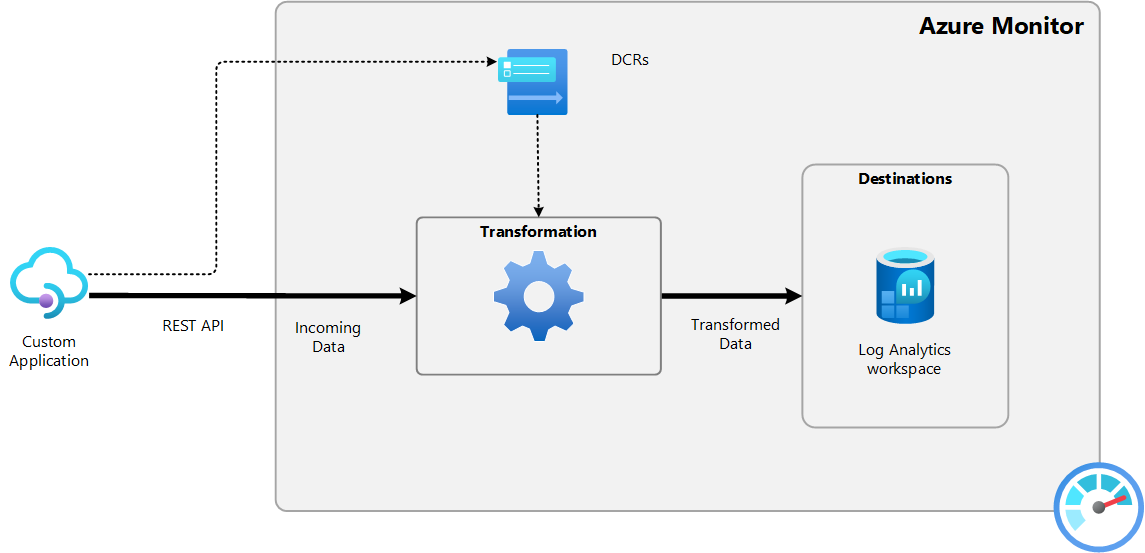 Azure Monitor
DCRs
Destinations
Transformation
REST API
Incoming
Data
Transformed
Data
Custom
Application
Log Analytics
workspace